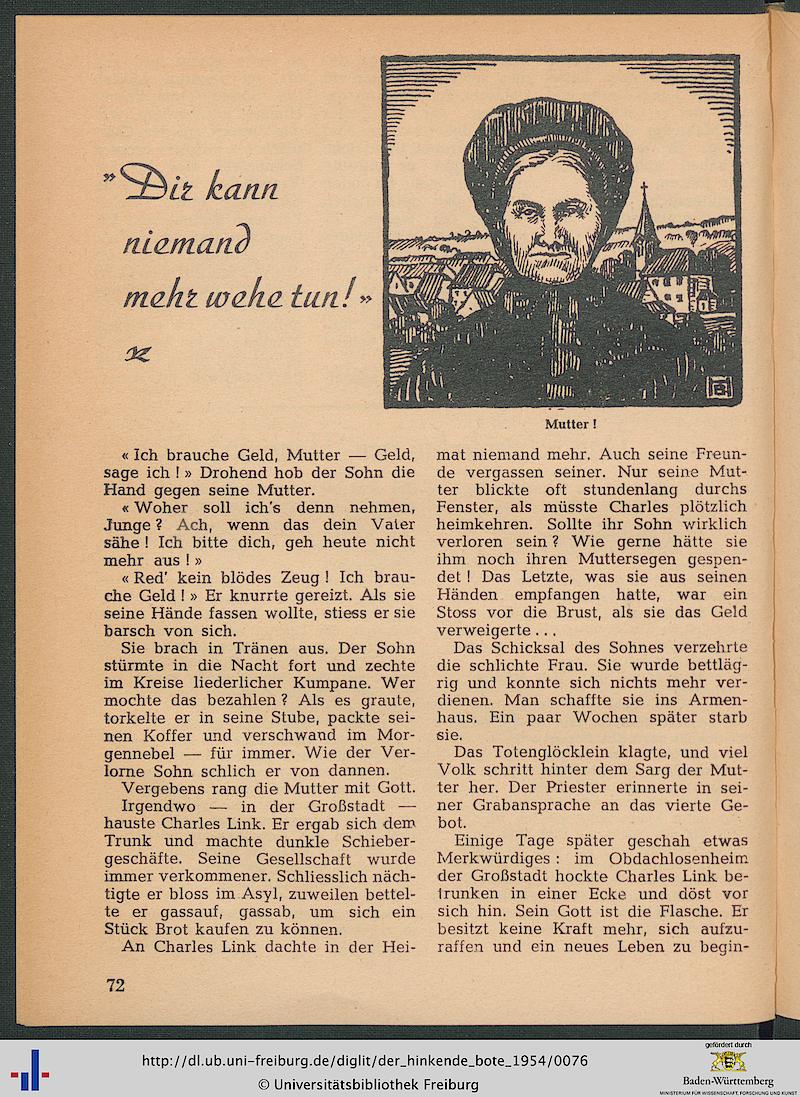 "Dir kann
niemand
mehr wehe tun!"
Mutter !
« Ich brauche Geld, Mutter — Geld,
sage ich ! » Drohend hob der Sohn die
Hand gegen seine Mutter.
« Woher soll ich's denn nehmen,
Junge ? Ach, wenn das dein Vater
sähe ! Ich bitte dich, geh heute nicht
mehr aus ! »
« Red' kein blödes Zeug ! Ich brau-
che Geld ! » Er knurrte gereizt. Als sie
seine Hände fassen wollte, stiess er sie
barsch von sich.
Sie brach in Tränen aus. Der Sohn
stürmte in die Nacht fort und zechte
im Kreise liederlicher Kumpane. Wer
mochte das bezahlen ? Als es graute,
torkelte er in seine Stube, packte sei-
nen Koffer und verschwand im Mor-
gennebel — für immer. Wie der Ver-
lorne Sohn schlich er von dannen.
Vergebens rang die Mutter mit Gott.
Irgendwo — in der Großstadt —
hauste Charles Link. Er ergab sich dem
Trunk und machte dunkle Schieber-
geschäfte. Seine Gesellschaft wurde
immer verkommener. Schliesslich näch-
tigte er bloss im Asyl, zuweilen bettel-
te er gassauf, gassab, um sich ein
Stück Brot kaufen zu können.
An Charles Link dachte in der Hei-
mat niemand mehr. Auch seine Freun-
de vergassen seiner. Nur seine Mut-
ter blickte oft stundenlang durchs
Fenster, als müsste Charles plötzlich
heimkehren. Sollte ihr Sohn wirklich
verloren sein ? Wie gerne hätte sie
ihm noch ihren Muttersegen gespen-
det ! Das Letzte, was sie aus seinen
Händen empfangen hatte, war ein
Stoss vor die Brust, als sie das Geld
verweigerte . . .
Das Schicksal des Sohnes verzehrte
die schlichte Frau. Sie wurde bettläg-
rig und konnte sich nichts mehr ver-
dienen. Man schaffte sie ins Armen-
haus. Ein paar Wochen später starb
sie.
Das Totenglöcklein klagte, und viel
Volk schritt hinter dem Sarg der Mut-
ter her. Der Priester erinnerte in sei-
ner Grabansprache an das vierte Ge-
bot.
Einige Tage später geschah etwas
Merkwürdiges : im Obdachlosenheim
der Großstadt hockte Charles Link be-
trunken in einer Ecke und döst vor
sich hin. Sein Gott ist die Flasche. Er
besitzt keine Kraft mehr, sich aufzu-
raffen und ein neues Leben zu begin-
72
http://dl.ub.uni-freiburg.de/diglit/der_hinkende_bote_1954/0076
© Universitätsbibliothek Freiburg
gefördert durch
Baden-Württemberg
MINISTERIUM FÜR WISSENSCHAFT, FORSCHUNG UND KUNST